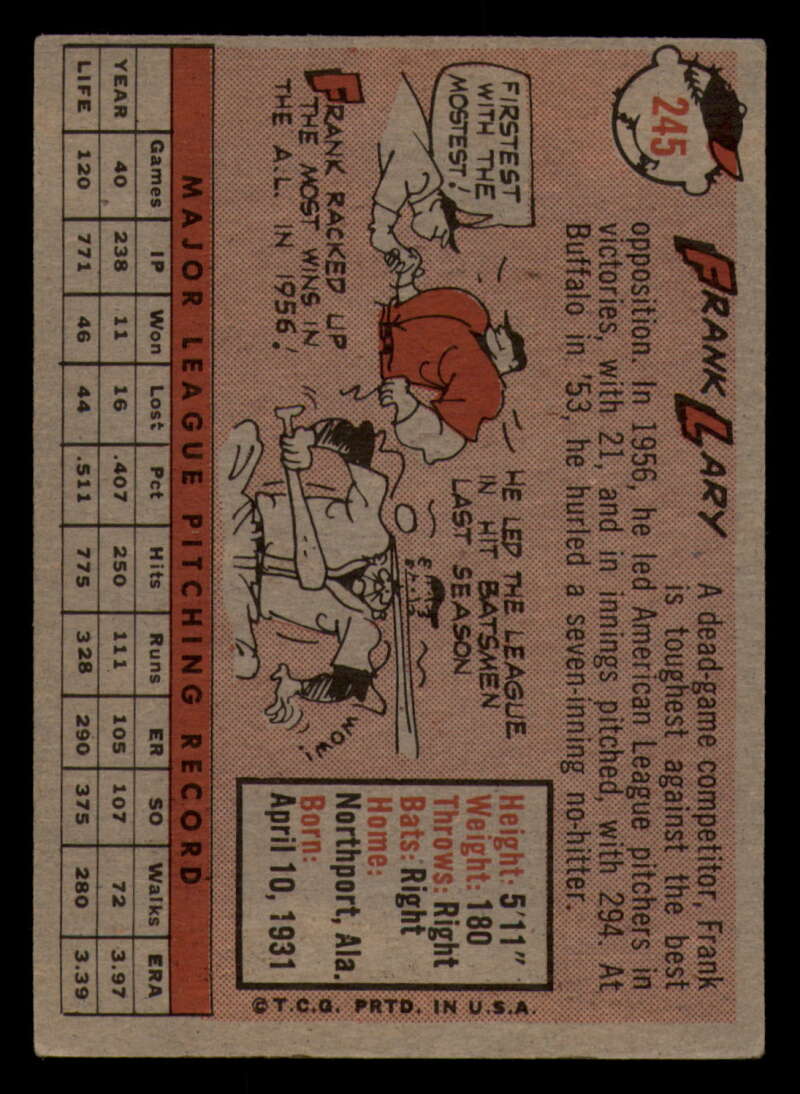 245
FRANK LARY
A dead-game competitor, Frank
is toughest against the best
opposition. In 1956, he led American League pitchers in
victories, with 21, and in innings pitched, with 294. At
Buffalo in '53, he hurled a seven-inning no-hitter.
FIRSTEST
WITH THE
MOSTEST!
FRANK RACKED UP
THE MOST WINS IN
THE A.L. IN 1956!
HE LED THE LEAGUE
IN HIT BATSMEN
LAST SEASON
YOWE!
Height: 5'11"
Weight: 180
Throws: Right
Bats: Right
Home:
Northport, Ala.
Born:
April 10, 1931
©T.C.G. PRTD. IN U.S.A.
MAJOR LEAGUE PITCHING RECORD
Games IP Won Lost Pct Hits Runs ER SO Walks ERA
YEAR 40 238 11 16 .407 250 111 105 107 72 3.97
LIFE 120 771 46 44 .511 775 328 290 375 280 3.39